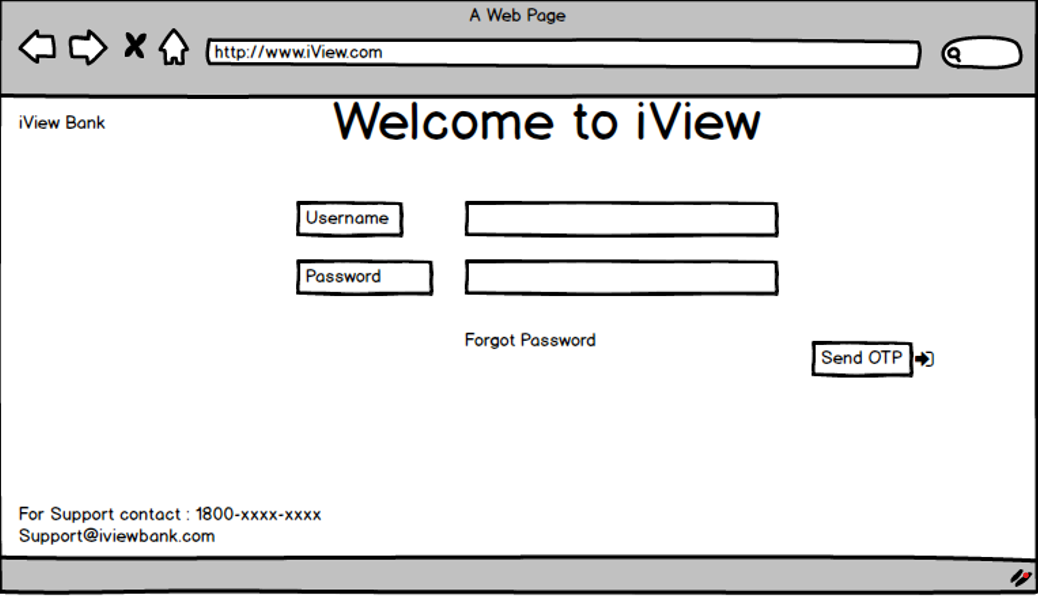 A Web Page
http://www.iView.com
iView Bank
Welcome to iView
Username
Password
Forgot Password
Send OTP
For Support contact : 1800-xxxx-xxxx
Support@iviewbank.com